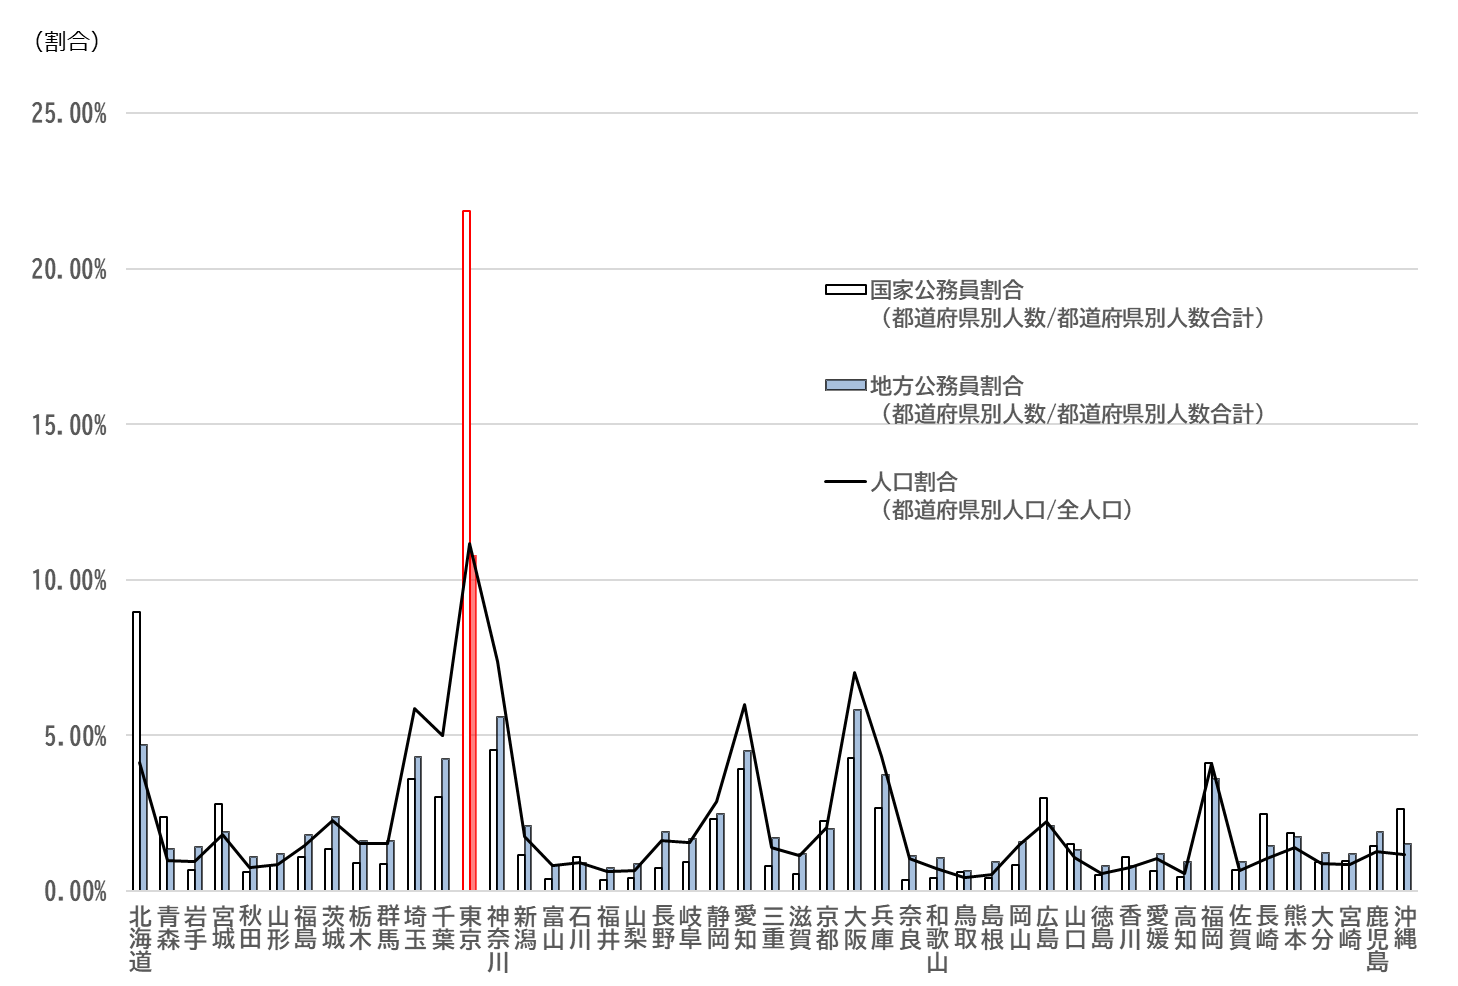 （割合）
25.00%
20.00%
15.00%
10.00%
5.00%
0.00%
国家公務員割合
（都道府県別人数/都道府県別人数合計）
地方公務員割合
（都道府県別人数/都道府県別人数合計）
人口割合
（都道府県別人口/全人口）
北海道
青森
岩手
宮城
秋田
山形
福島
茨城
栃木
群馬
埼玉
千葉
東京
神奈川
新潟
富山
石川
福井
山梨
長野
岐阜
静岡
愛知
三重
滋賀
京都
大阪
兵庫
奈良
和歌山
鳥取
島根
岡山
広島
山口
徳島
香川
愛媛
高知
福岡
佐賀
長崎
熊本
大分
宮崎
鹿児島
沖縄